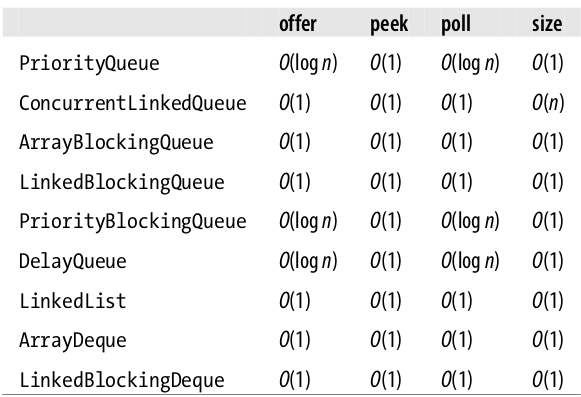 offer peek poll size
PriorityQueue O(log n) O(1) O(log n) O(1)
ConcurrentLinkedQueue O(1) O(1) O(1) O(n)
ArrayBlockingQueue O(1) O(1) O(1) O(1)
LinkedBlockingQueue O(1) O(1) O(1) O(1)
PriorityBlockingQueue O(log n) O(1) O(log n) O(1)
DelayQueue O(log n) O(1) O(log n) O(1)
LinkedList O(1) O(1) O(1) O(1)
ArrayDeque O(1) O(1) O(1) O(1)
LinkedBlockingDeque O(1) O(1) O(1) O(1)